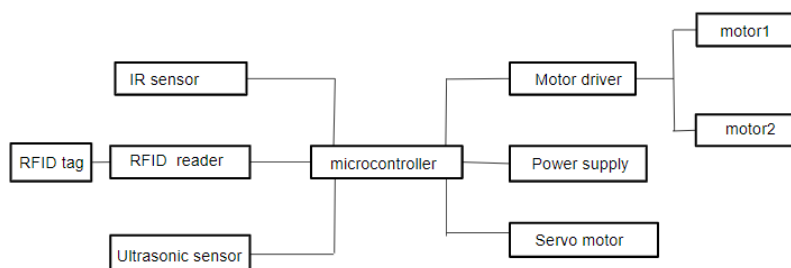 motor1
IR sensor
Motor driver
motor2
RFID tag
RFID reader
microcontroller
Power supply
Ultrasonic sensor
Servo motor